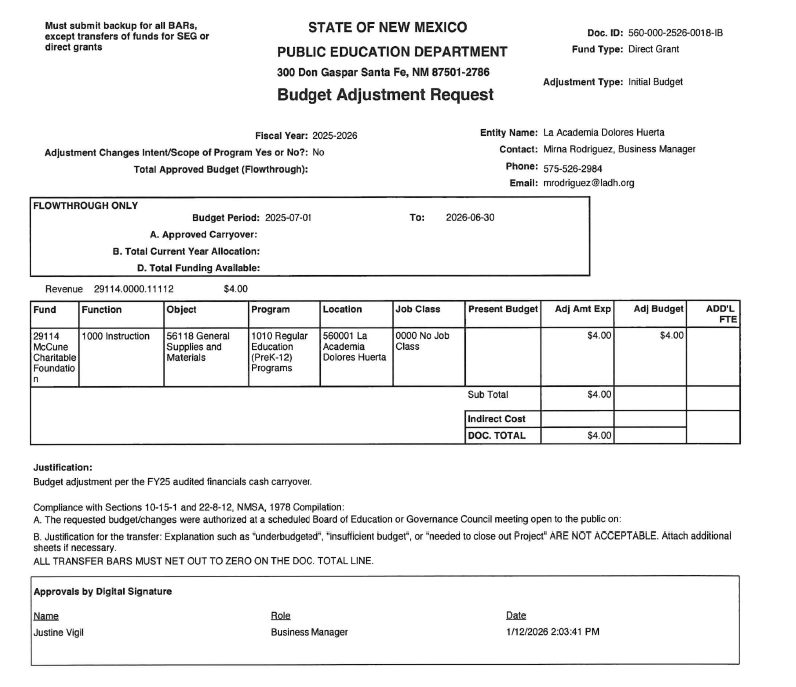 Must submit backup for all BARs,
except transfers of funds for SEG or
direct grants
STATE OF NEW MEXICO
PUBLIC EDUCATION DEPARTMENT
300 Don Gaspar Santa Fe, NM 87501-2786
Budget Adjustment Request
Doc. ID: 560-000-2526-0018-IB
Fund Type: Direct Grant
Adjustment Type: Initial Budget
Fiscal Year: 2025-2026
Adjustment Changes Intent/Scope of Program Yes or No?: No
Total Approved Budget (Flowthrough):
Entity Name: La Academia Dolores Huerta
Contact: Mirna Rodriguez, Business Manager
Phone: 575-526-2984
Email: mrodriguez@ladh.org
FLOWTHROUGH ONLY
Budget Period: 2025-07-01 To: 2026-06-30
A. Approved Carryover:
B. Total Current Year Allocation:
D. Total Funding Available:
Revenue 29114.0000.11112 $4.00
Fund Function Object Program Location Job Class Present Budget Adj Amt Exp Adj Budget ADD'L
FTE
29114 1000 Instruction 56118 General 1010 Regular 560001 La 0000 No Job $4.00 $4.00
McCune Supplies and Education Academia Class
Charitable Materials (PreK-12) Dolores Huerta
Foundatio Programs
n
Sub Total $4.00
Indirect Cost
DOC. TOTAL $4.00
Justification:
Budget adjustment per the FY25 audited financials cash carryover.
Compliance with Sections 10-15-1 and 22-8-12, NMSA, 1978 Compilation:
A. The requested budget/changes were authorized at a scheduled Board of Education or Governance Council meeting open to the public on:
B. Justification for the transfer: Explanation such as "underbudgeted", "insufficient budget", or "needed to close out Project" ARE NOT ACCEPTABLE. Attach additional
sheets if necessary.
ALL TRANSFER BARS MUST NET OUT TO ZERO ON THE DOC. TOTAL LINE.
Approvals by Digital Signature
Name Role Date
Justine Vigil Business Manager 1/12/2026 2:03:41 PM